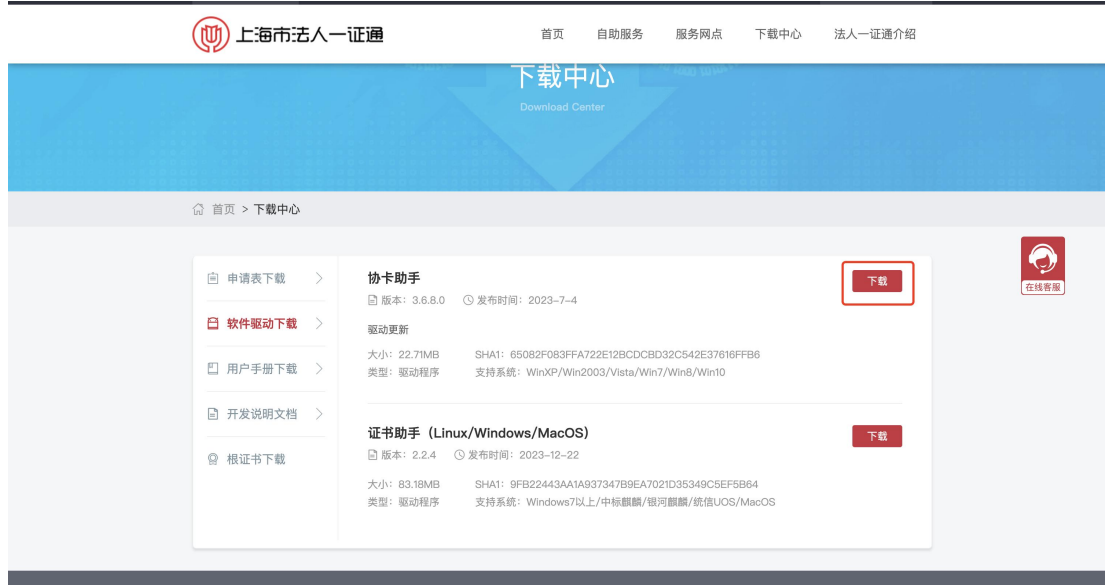 上海市法人一证通
首页 自助服务 服务网点 下载中心 法人一证通介绍
下载中心
Download Center
首页 > 下载中心
申请表下载
软件驱动下载
用户手册下载
开发说明文档
根证书下载
协卡助手
下载
版本：3.6.8.0 发布时间：2023-7-4
驱动更新
大小：22.71MB SHA1：65082F083FFA722E12BCDCBD32C542E37616FFB6
类型：驱动程序 支持系统：WinXP/Win2003/Vista/Win7/Win8/Win10
证书助手（Linux/Windows/MacOS）
下载
版本：2.2.4 发布时间：2023-12-22
大小：83.18MB SHA1：9FB22443AA1A937347B9EA7021D35349C5EF5B64
类型：驱动程序 支持系统：Windows7以上/中标麒麟/银河麒麟/统信UOS/MacOS
在线客服